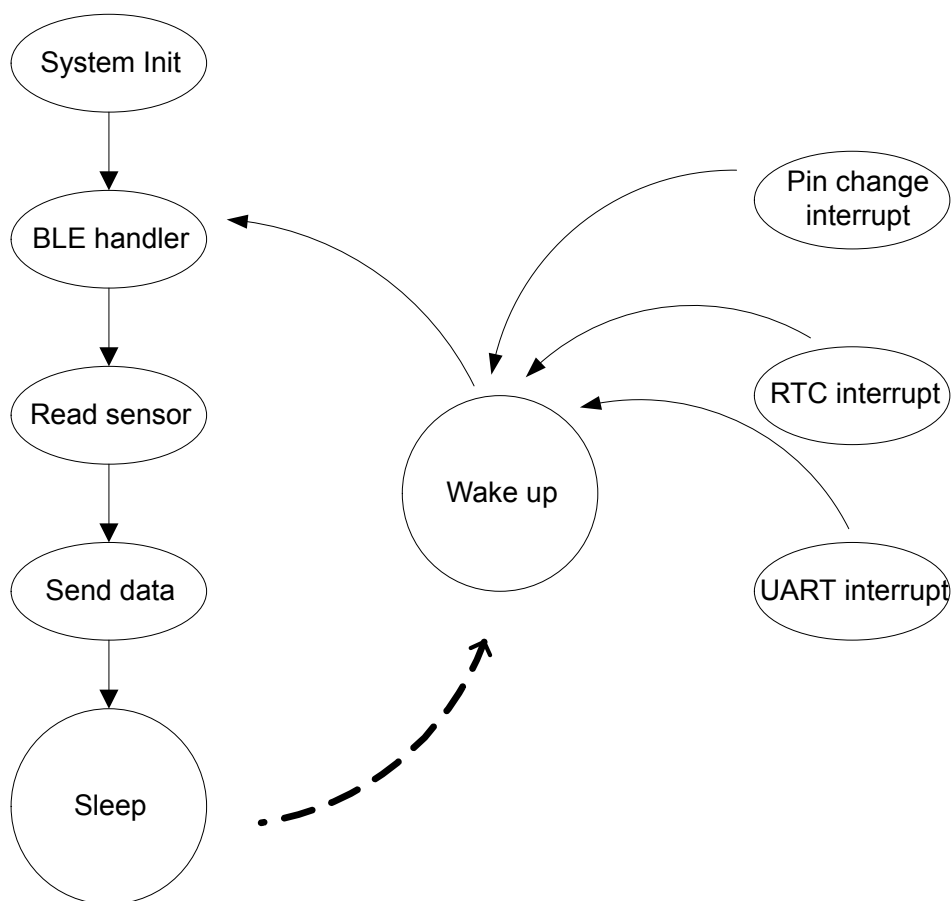 System Init
BLE handler
Read sensor
Send data
Sleep
Wake up
Pin change
interrupt
RTC interrupt
UART interrupt